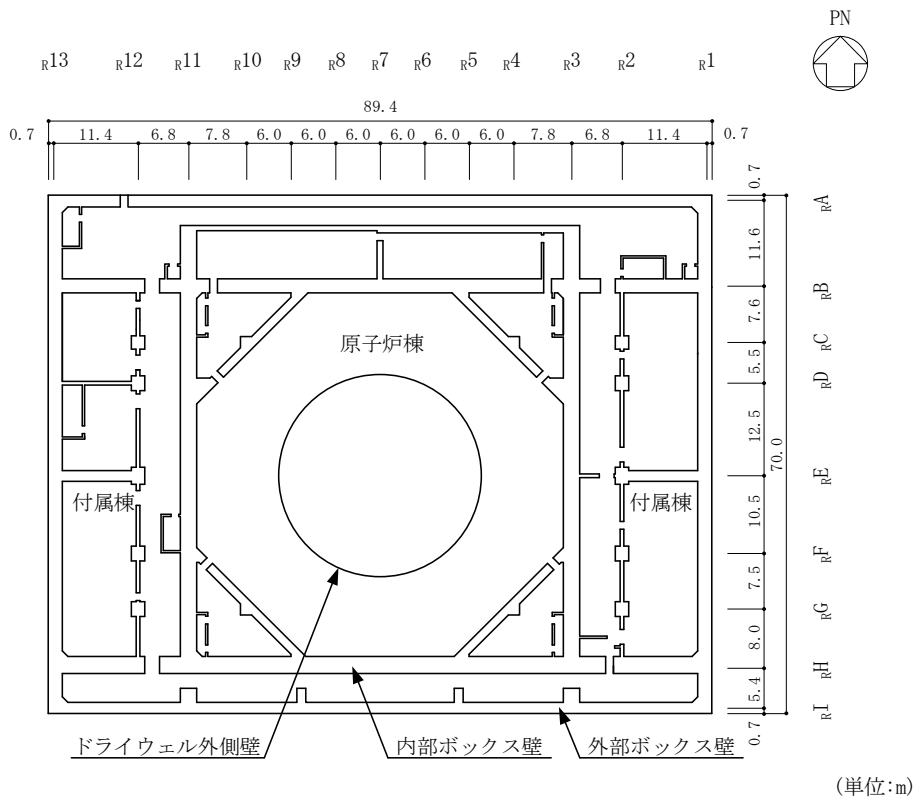 PN
R13 R12 R11 R10 R9 R8 R7 R6 R5 R4 R3 R2 R1
89.4
0.7 11.4 6.8 7.8 6.0 6.0 6.0 6.0 6.0 6.0 7.8 6.8 11.4 0.7
0.7
RA
11.6
RB
7.6
原子炉棟
RC
5.5
RD
12.5
70.0
RE
付属棟 付属棟
10.5
RF
7.5
RG
8.0
RH
5.4
RI
0.7
ドライウェル外側壁 内部ボックス壁 外部ボックス壁
(単位:m)